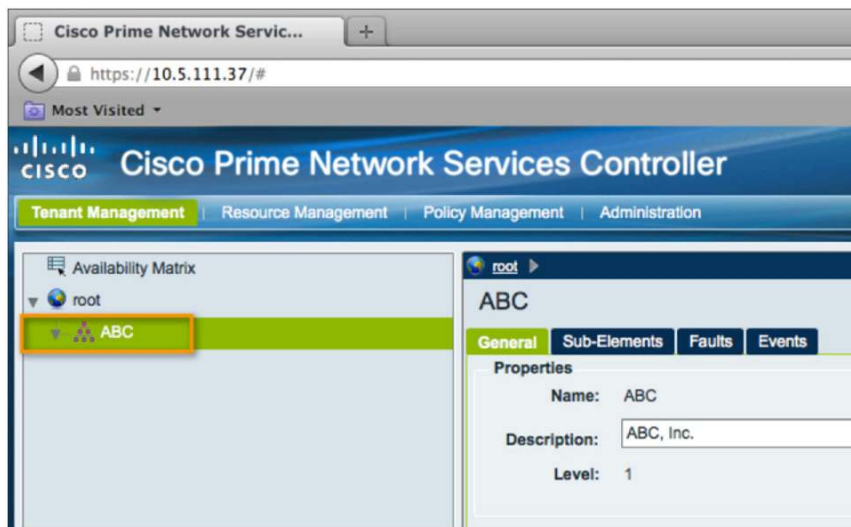 Cisco Prime Network Servic...
https://10.5.111.37/#
Most Visited
CISCO Cisco Prime Network Services Controller
Tenant Management | Resource Management | Policy Management | Administration
Availability Matrix
root
ABC
root
ABC
General Sub-Elements Faults Events
Properties
Name: ABC
Description: ABC, Inc.
Level: 1